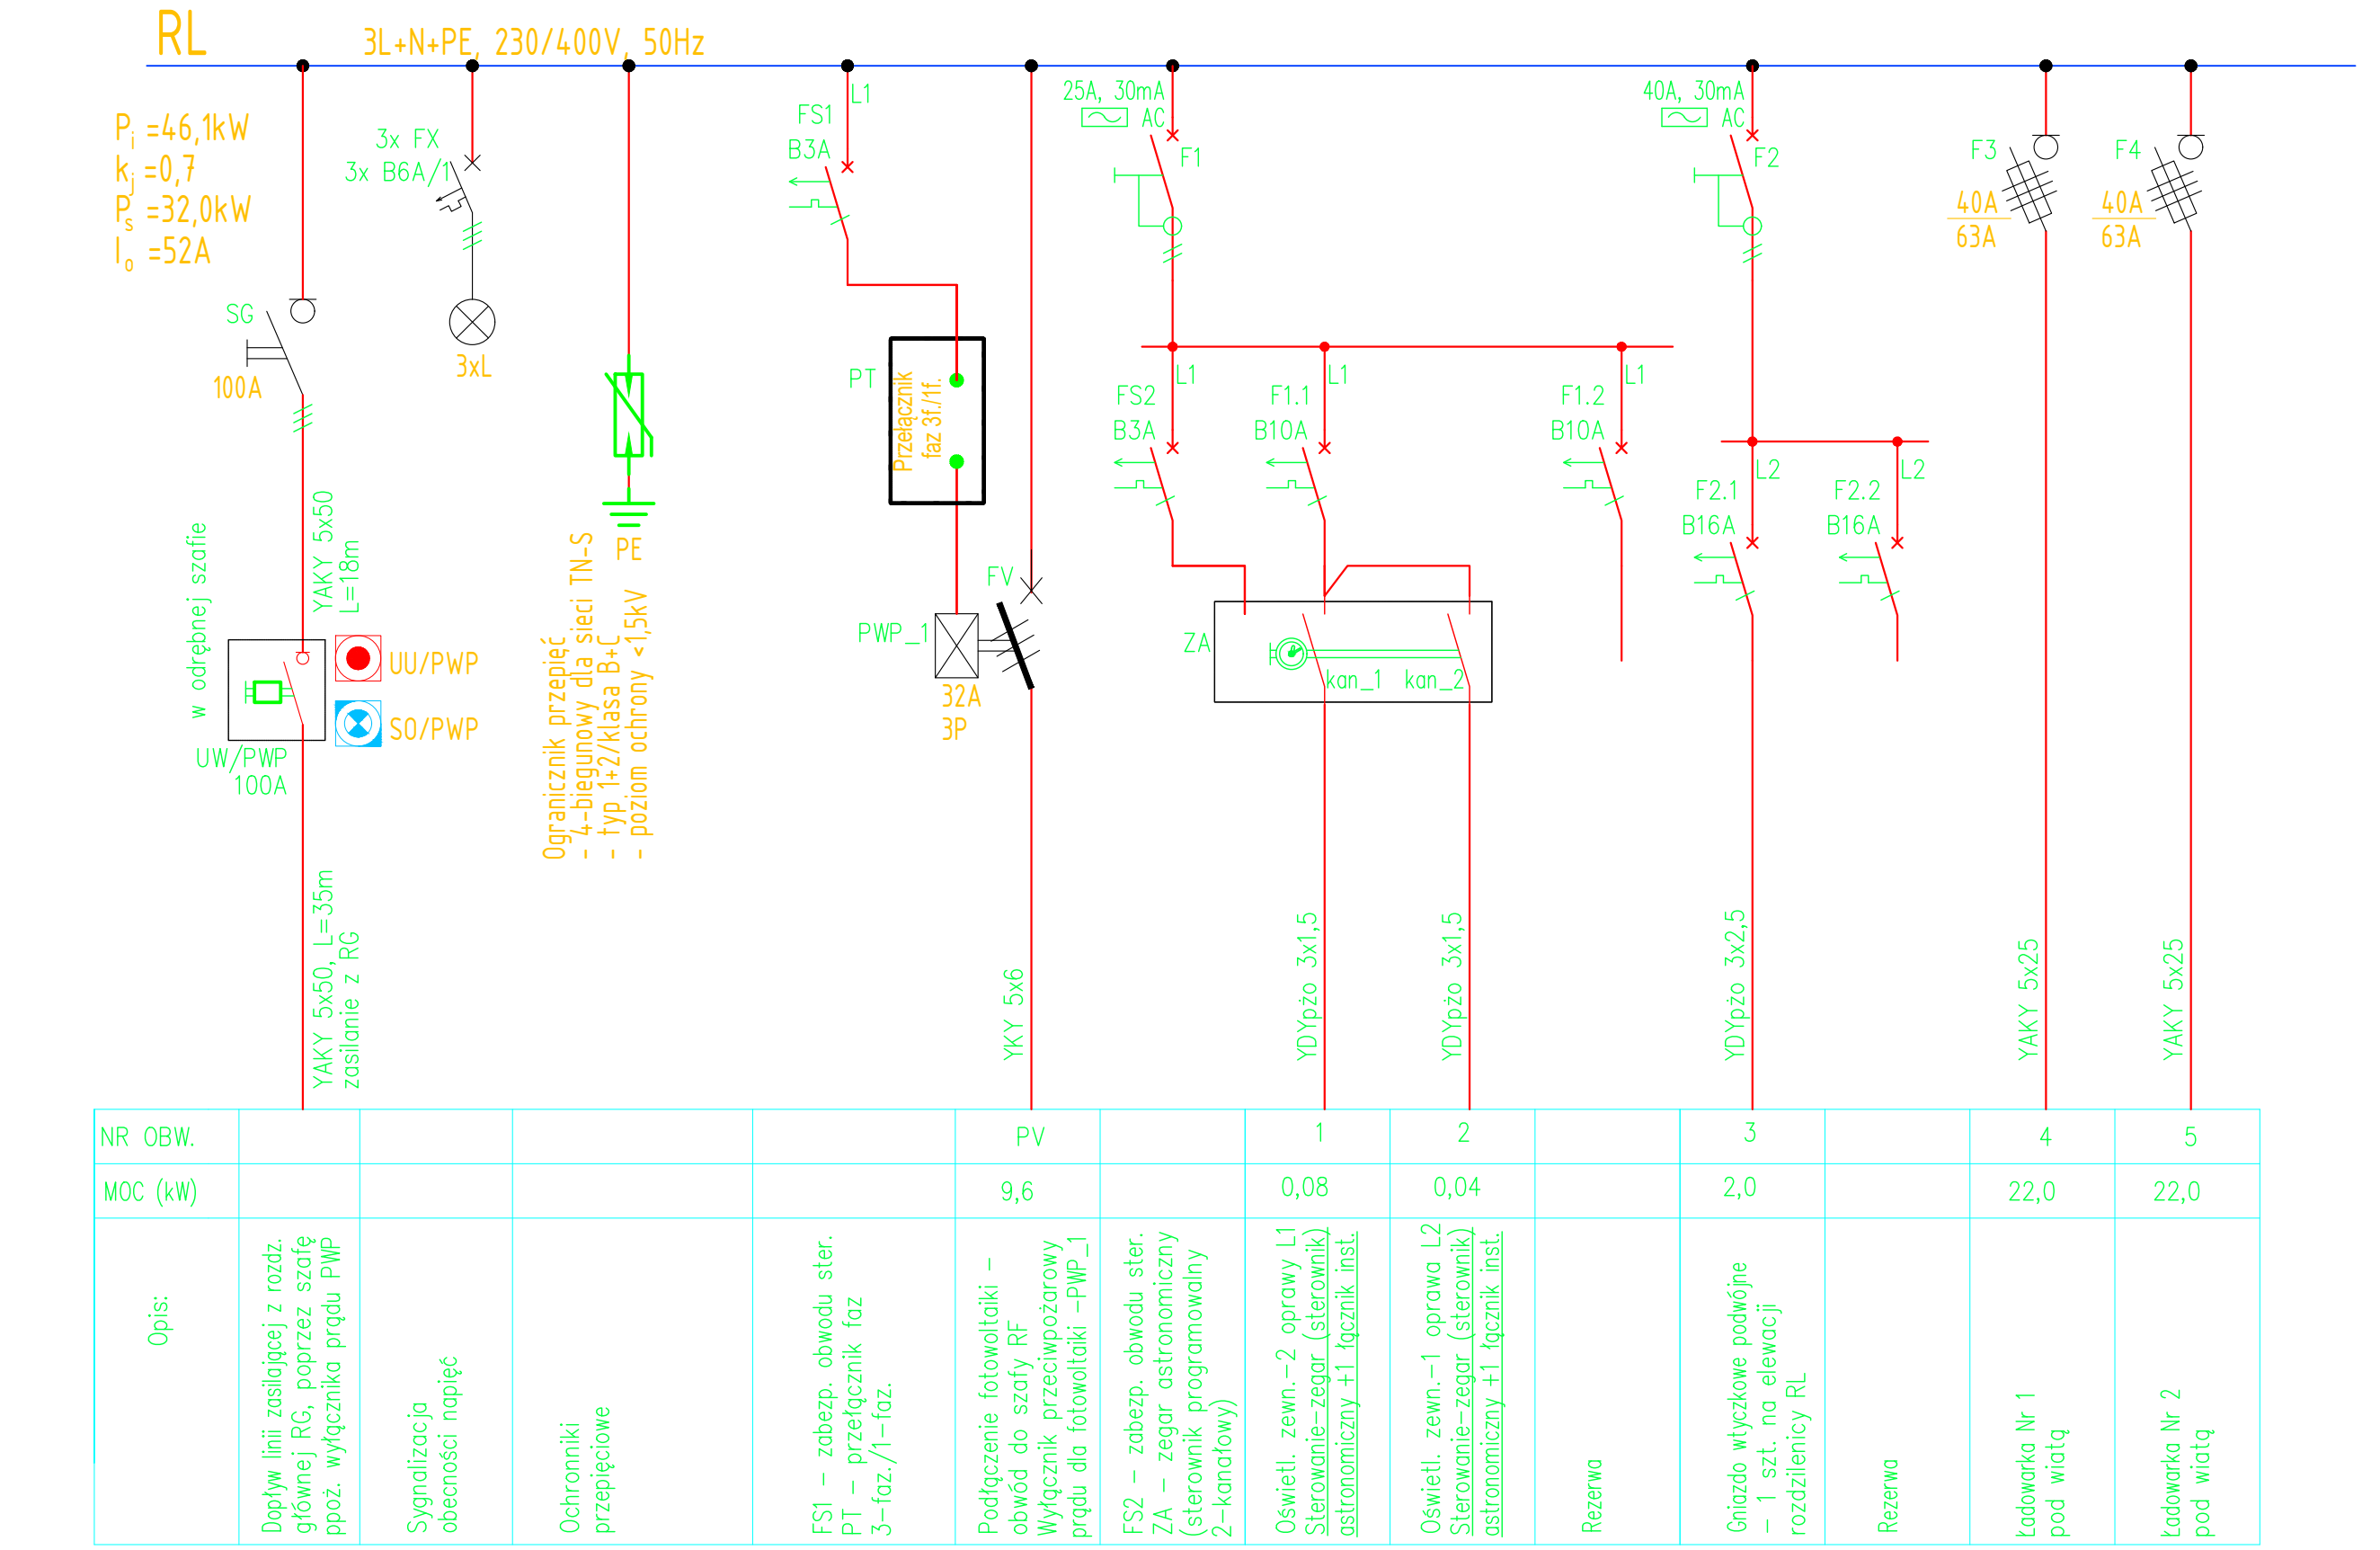 RL
3L+N+PE, 230/400V, 50Hz
Pi =46,1kW
kj =0,7
Ps =32,0kW
Io =52A
SG
100A
YAKY 5x50
L=18m
w odrębnej szafie
UU/PWP
SO/PWP
UW/PWP
100A
YAKY 5x50, L=35m
zasilanie z RG
3x FX
3x B6A/1
3xL
PE
Ogranicznik przepięć
- 4-biegunowy dla sieci TN-S
- typ 1+2/klasa B+C
- poziom ochrony <1,5kV
L1
FS1
B3A
PT
Przełącznik
faz 3f./1f.
FV
PWP_1
32A
3P
YKY 5x6
25A, 30mA
AC
F1
L1
FS2
B3A
L1
F1.1
B10A
L1
F1.2
B10A
ZA
kan_1
kan_2
YDYpżo 3x1,5
YDYpżo 3x1,5
40A, 30mA
AC
F2
L2
F2.1
B16A
L2
F2.2
B16A
YDYpżo 3x2,5
F3
40A
63A
YAKY 5x25
F4
40A
63A
YAKY 5x25
NR OBW.
PV
1
2
3
4
5
MOC (kW)
9,6
0,08
0,04
2,0
22,0
22,0
Opis:
Dopływ linii zasilającej z rozdz.
głównej RG, poprzez szafę
ppoż. wyłącznika prądu PWP
Sygnalizacja
obecności napięć
Ochronniki
przepięciowe
FS1 - zabezp. obwodu ster.
PT - przełącznik faz
3-faz./1-faz.
Podłączenie fotowoltaiki -
obwód do szafy RF
Wyłącznik przeciwpożarowy
prądu dla fotowoltaiki -PWP_1
FS2 - zabezp. obwodu ster.
ZA - zegar astronomiczny
(sterownik programowalny
2-kanałowy)
Oświetl. zewn.-2 oprawy L1
Sterowanie-zegar (sterownik)
astronomiczny +1 łącznik inst.
Oświetl. zewn.-1 oprawa L2
Sterowanie-zegar (sterownik)
astronomiczny +1 łącznik inst.
Rezerwa
Gniazdo wtyczkowe podwójne
- 1 szt. na elewacji
rozdzilenicy RL
Rezerwa
Ładowarka Nr 1
pod wiatą
Ładowarka Nr 2
pod wiatą